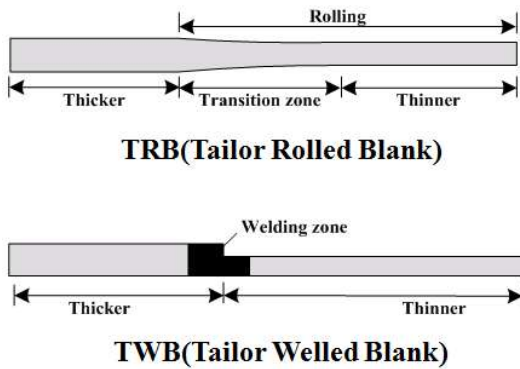 Rolling
Thicker Transition zone Thinner
TRB(Tailor Rolled Blank)
Welding zone
Thicker Thinner
TWB(Tailor Welled Blank)